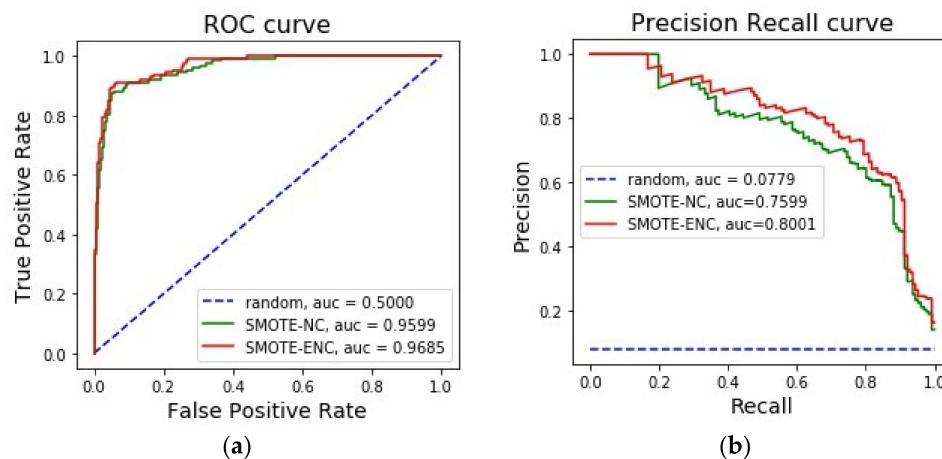 ROC curve
True Positive Rate
1.0
0.8
0.6
0.4
0.2
0.0
random, auc = 0.5000
SMOTE-NC, auc = 0.9599
SMOTE-ENC, auc = 0.9685
0.0 0.2 0.4 0.6 0.8 1.0
False Positive Rate
(a)
Precision Recall curve
Precision
1.0
0.8
0.6
0.4
0.2
random, auc = 0.0779
SMOTE-NC, auc=0.7599
SMOTE-ENC, auc=0.8001
0.0 0.2 0.4 0.6 0.8 1.0
Recall
(b)